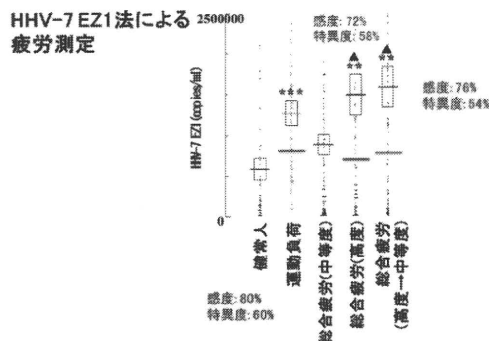 HHV-7 EZ1法による
疲労測定
2500000
感度: 72%
特異度: 58%
▲
**
▲
**
***
感度: 76%
特異度: 54%
HHV-7 EZ1 (copies/ml)
0
健常人
運動負荷
総合疲労(中等度)
総合疲労(高度)
総合疲労
(高度→中等度)
感度: 80%
特異度: 60%